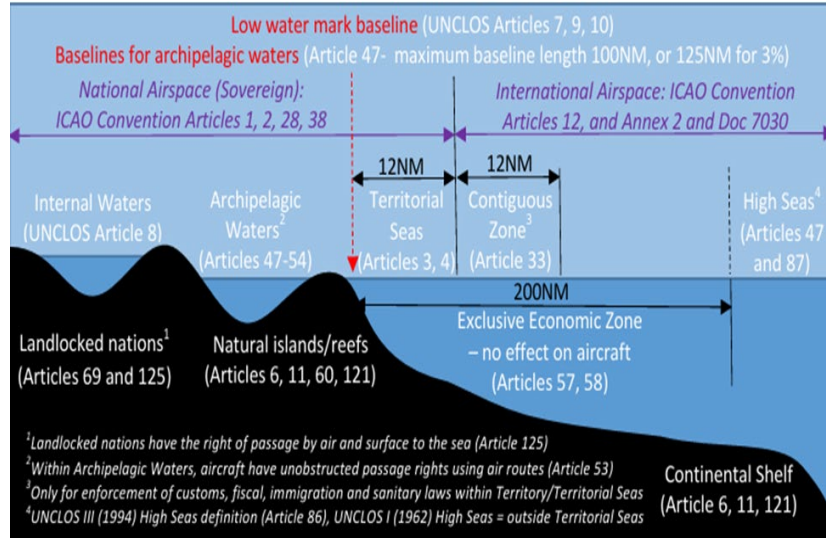 Low water mark baseline (UNCLOS Articles 7, 9, 10)
Baselines for archipelagic waters (Article 47- maximum baseline length 100NM, or 125NM for 3%)
National Airspace (Sovereign):
ICAO Convention Articles 1, 2, 28, 38
International Airspace: ICAO Convention
Articles 12, and Annex 2 and Doc 7030
12NM
12NM
Internal Waters
(UNCLOS Article 8)
Archipelagic
Waters²
(Articles 47-54)
Territorial
Seas
(Articles 3, 4)
Contiguous
Zone³
(Article 33)
High Seas⁴
(Articles 47
and 87)
200NM
Exclusive Economic Zone
– no effect on aircraft
(Articles 57, 58)
Landlocked nations¹
(Articles 69 and 125)
Natural islands/reefs
(Articles 6, 11, 60, 121)
¹Landlocked nations have the right of passage by air and surface to the sea (Article 125)
²Within Archipelagic Waters, aircraft have unobstructed passage rights using air routes (Article 53)
³Only for enforcement of customs, fiscal, immigration and sanitary laws within Territory/Territorial Seas
⁴UNCLOS III (1994) High Seas definition (Article 86), UNCLOS I (1962) High Seas = outside Territorial Seas
Continental Shelf
(Article 6, 11, 121)